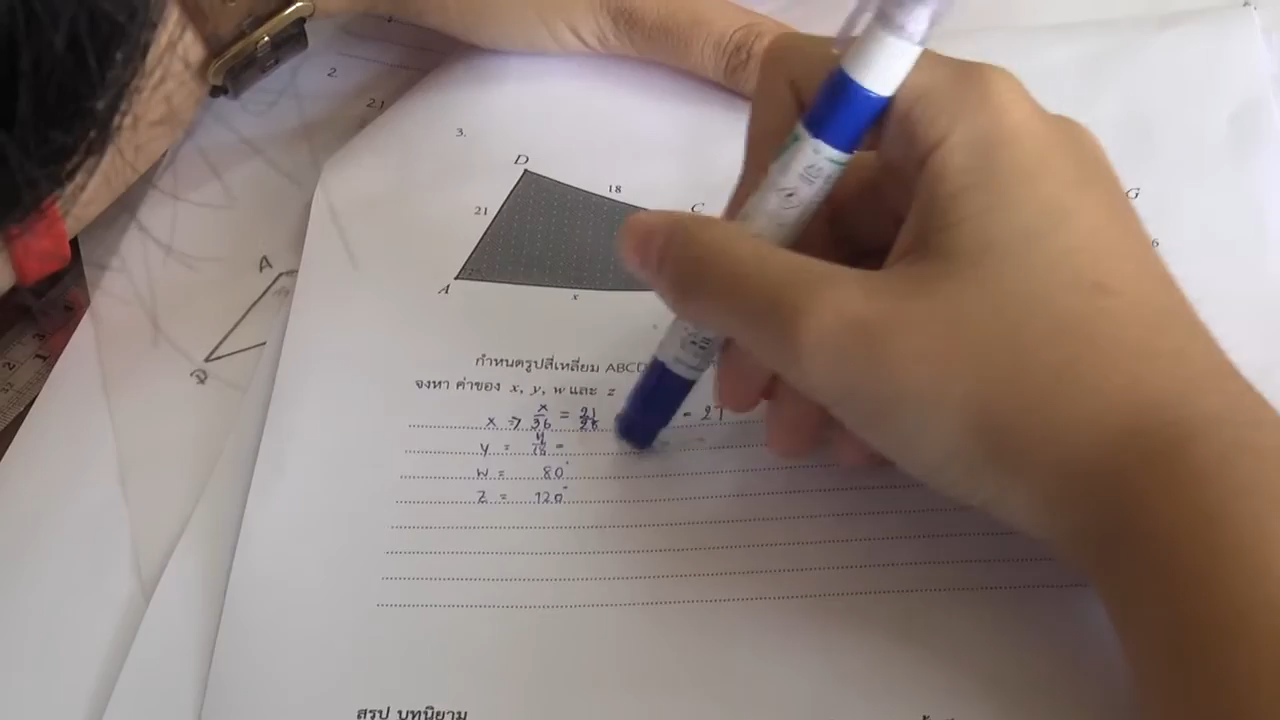 2.
2.1
3.
D
18
C
21
A
x
G
6
A
กำหนดรูปสี่เหลี่ยม ABCD
จงหา ค่าของ x, y, w และ z
x ⇒ x/36 = 21/28 = 27
y = y/18 =
w = 80°
z = 120°
สรุป บทนิยาม